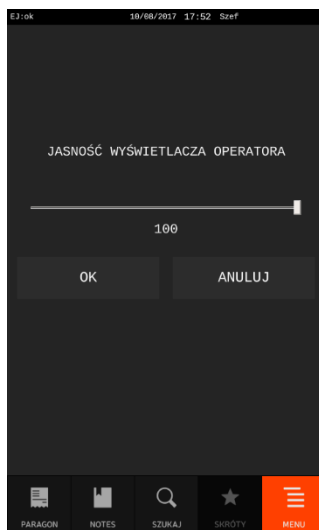 EJ:ok 10/08/2017 17:52 Szef
JASNOŚĆ WYŚWIETLACZA OPERATORA
100
OK ANULUJ
PARAGON NOTES SZUKAJ SKRÓTY MENU